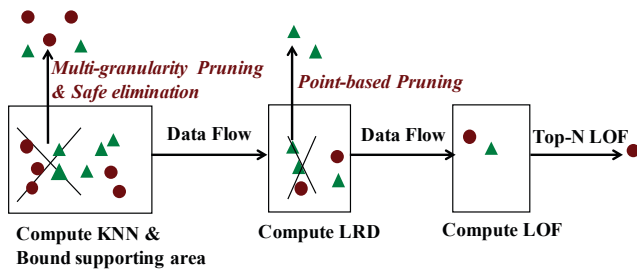 Multi-granularity Pruning
& Safe elimination
Point-based Pruning
Data Flow
Data Flow
Top-N LOF
Compute KNN &
Bound supporting area
Compute LRD
Compute LOF